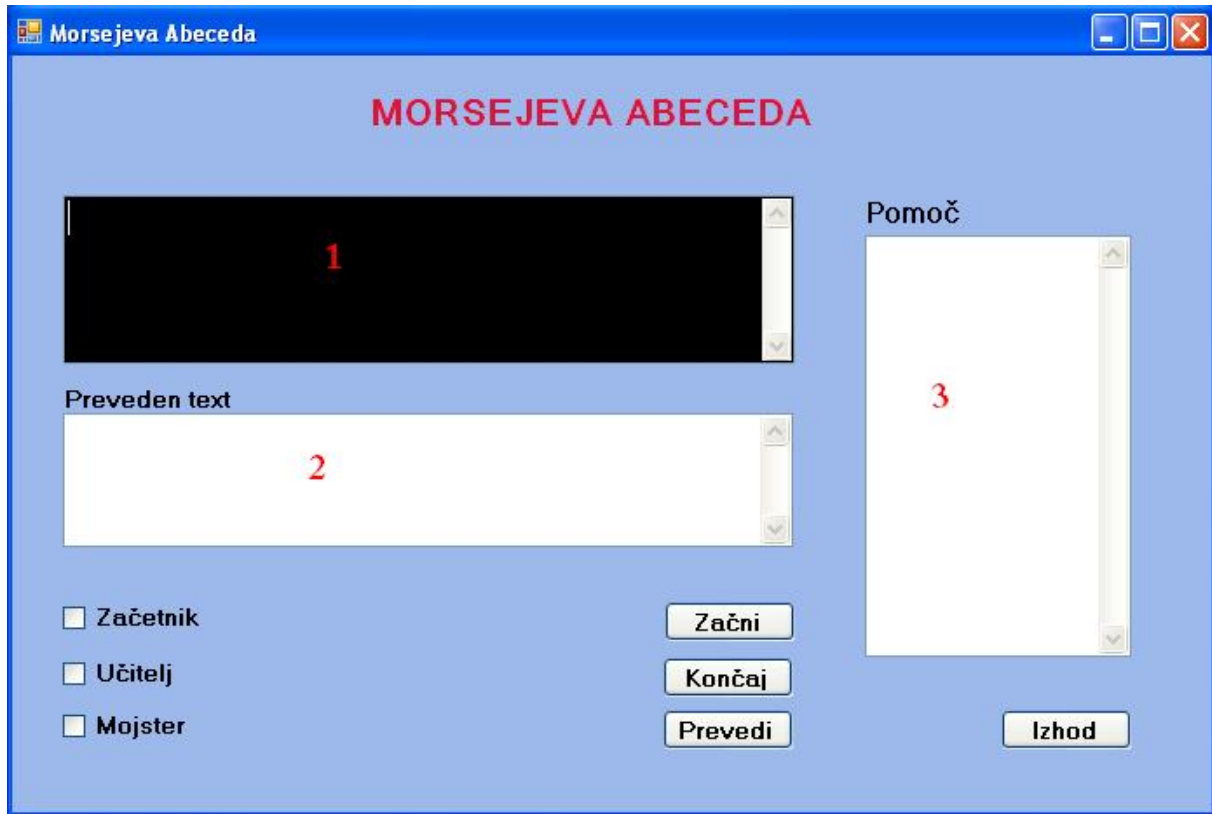 Morsejeva Abeceda
MORSEJEVA ABECEDA
1
Pomoč
3
Preveden text
2
Začetnik
Učitelj
Mojster
Začni
Končaj
Prevedi
Izhod